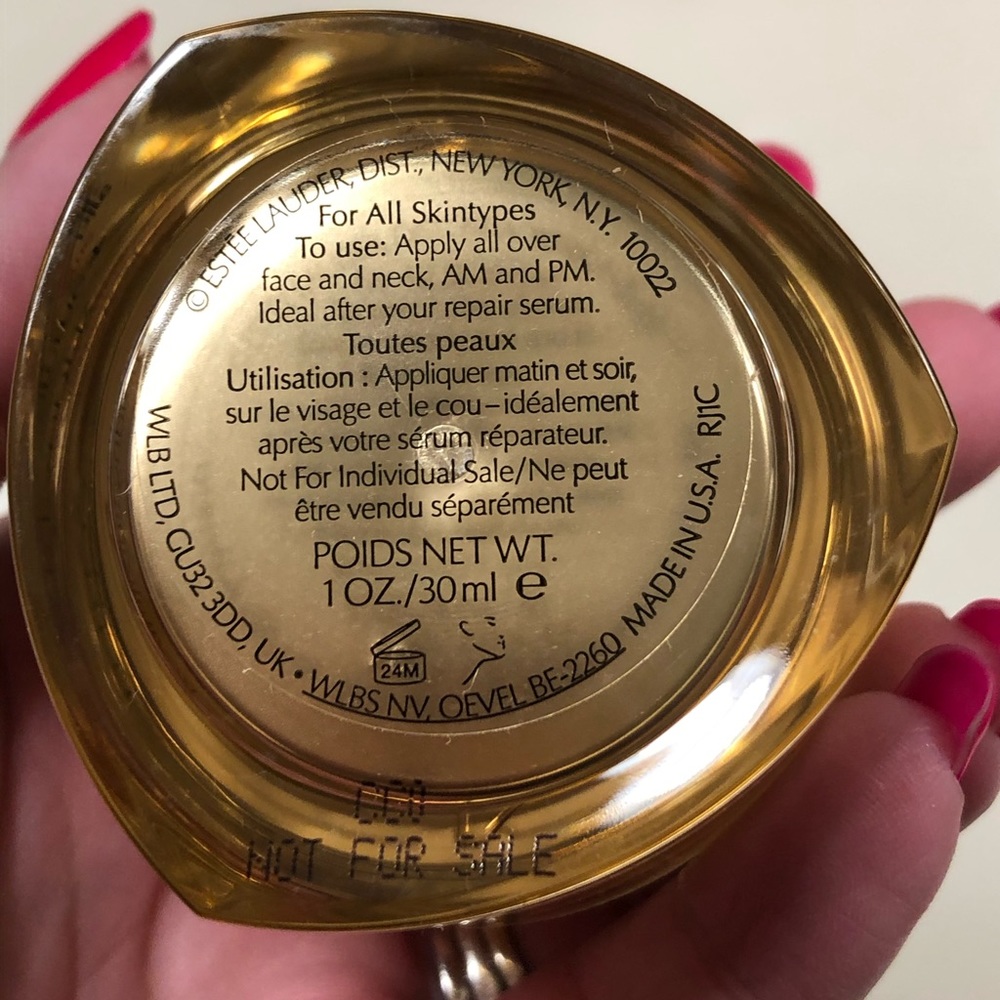 ©ESTĒE LAUDER, DIST., NEW YORK, N.Y. 10022
For All Skintypes
To use: Apply all over
face and neck, AM and PM.
Ideal after your repair serum.
Toutes peaux
Utilisation : Appliquer matin et soir,
sur le visage et le cou–idéalement
après votre sérum réparateur.
Not For Individual Sale/Ne peut
être vendu séparément
POIDS NET WT.
1 OZ./30ml e
24M
WLB LTD, GU32 3DD, UK • WLBS NV, OEVEL BE-2260 MADE IN U.S.A. RJ1C
CG0
NOT FOR SALE